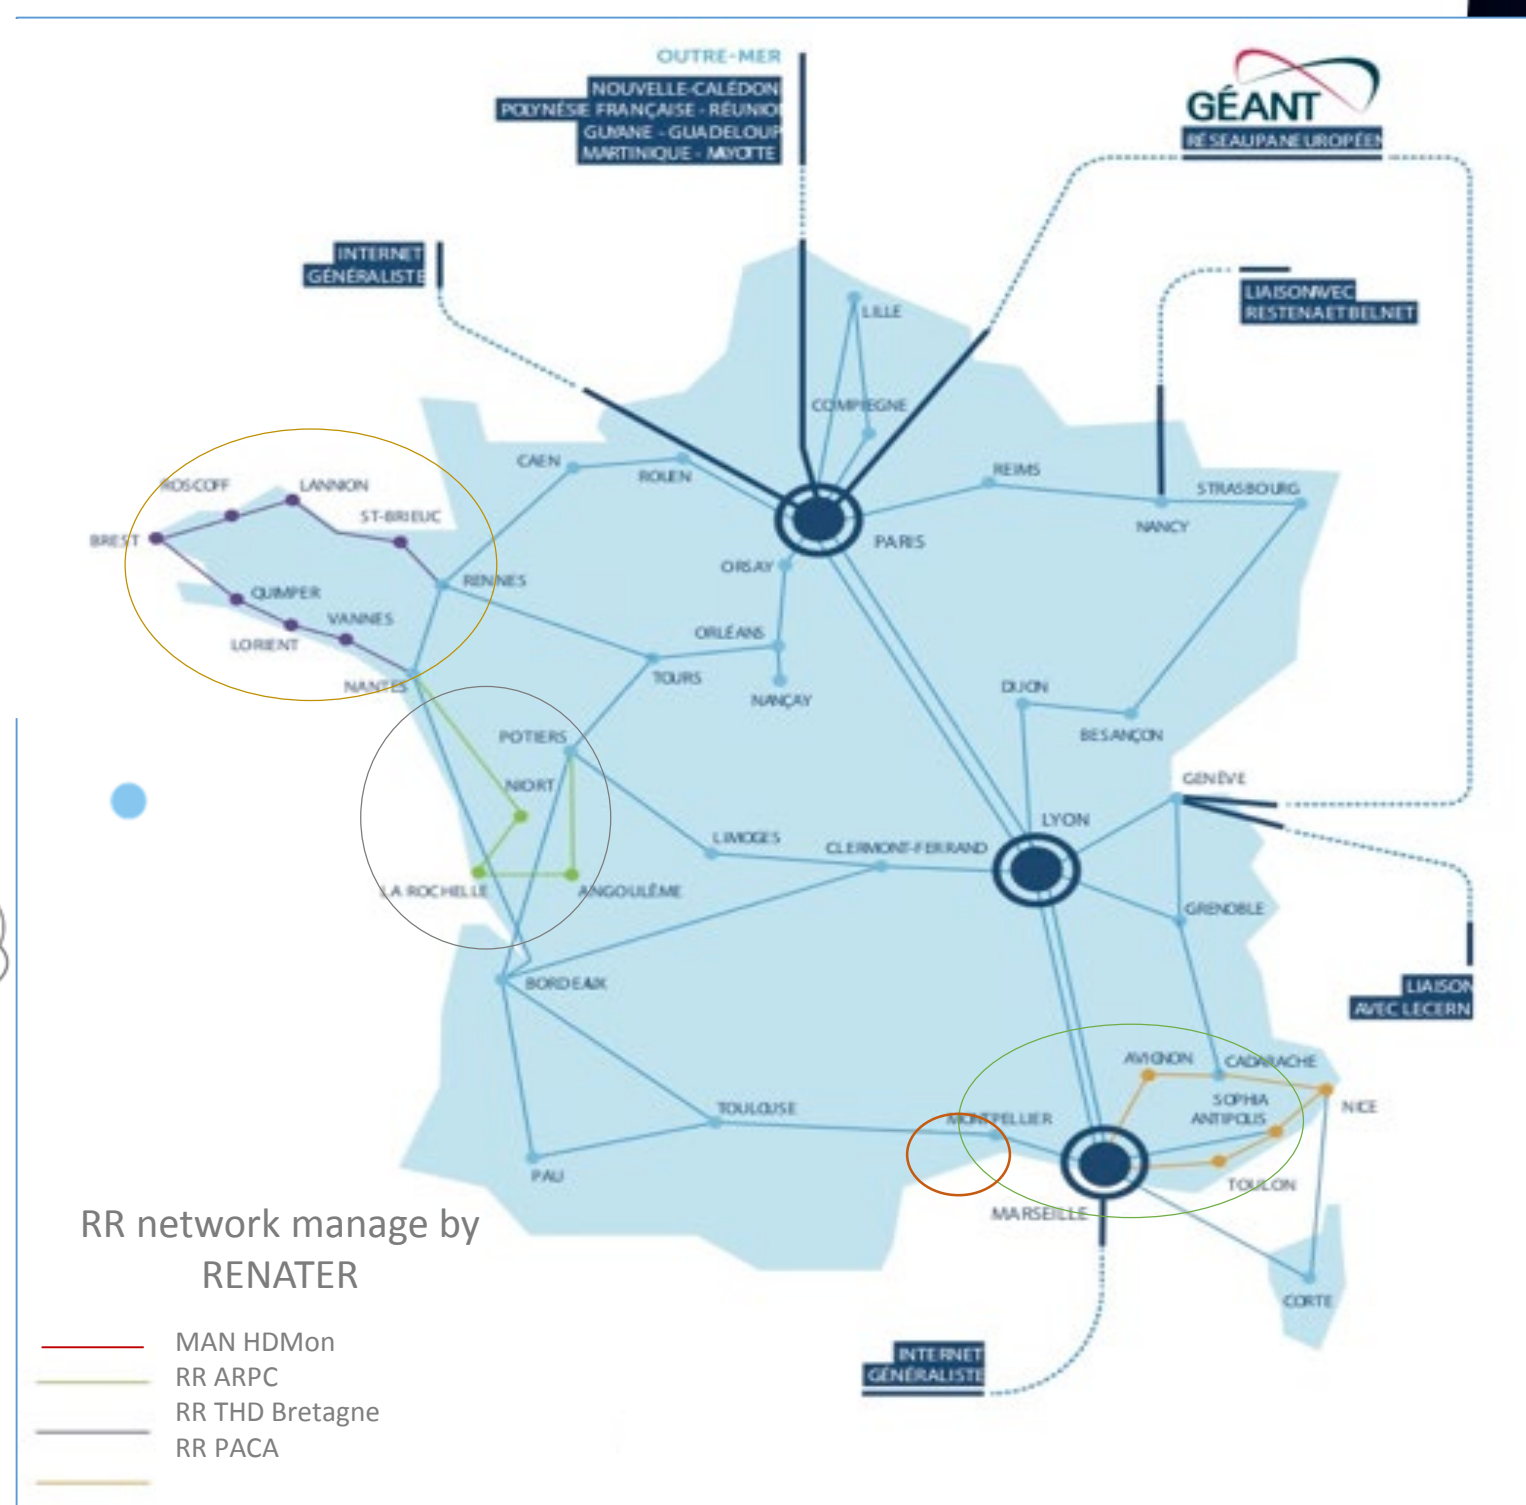 OUTRE-MER
NOUVELLE-CALÉDON
POLYNÉSIE FRANÇAISE - RÉUNIO
GUYANE - GUADELOUP
MARTINIQUE - MAYOTTE
GÉANT
RÉSEAU PANEUROPÉEN
INTERNET
GÉNÉRALISTE
LIAISON AVEC
RESTENA ET BELNET
LILLE
COMPIEGNE
CAEN
ROUEN
REIMS
STRASBOURG
NANCY
PARIS
ROSCOFF
LANNION
ST-BRIEUC
BREST
ORSAY
RENNES
QUIMPER
VANNES
LORIENT
ORLÉANS
NANTES
TOURS
NANÇAY
DIJON
BESANÇON
POTIERS
NIORT
GENÈVE
LYON
LIMOGES
CLERMONT-FERRAND
LA ROCHELLE
ANGOULÊME
GRENOBLE
BORDEAUX
LIAISON
AVEC LE CERN
AVIGNON
CADARACHE
SOPHIA
ANTIPOLIS
NICE
TOULOUSE
MONTPELLIER
PAU
TOULON
MARSEILLE
CORTE
RR network manage by
RENATER
MAN HDMon
RR ARPC
RR THD Bretagne
RR PACA
INTERNET
GÉNÉRALISTE